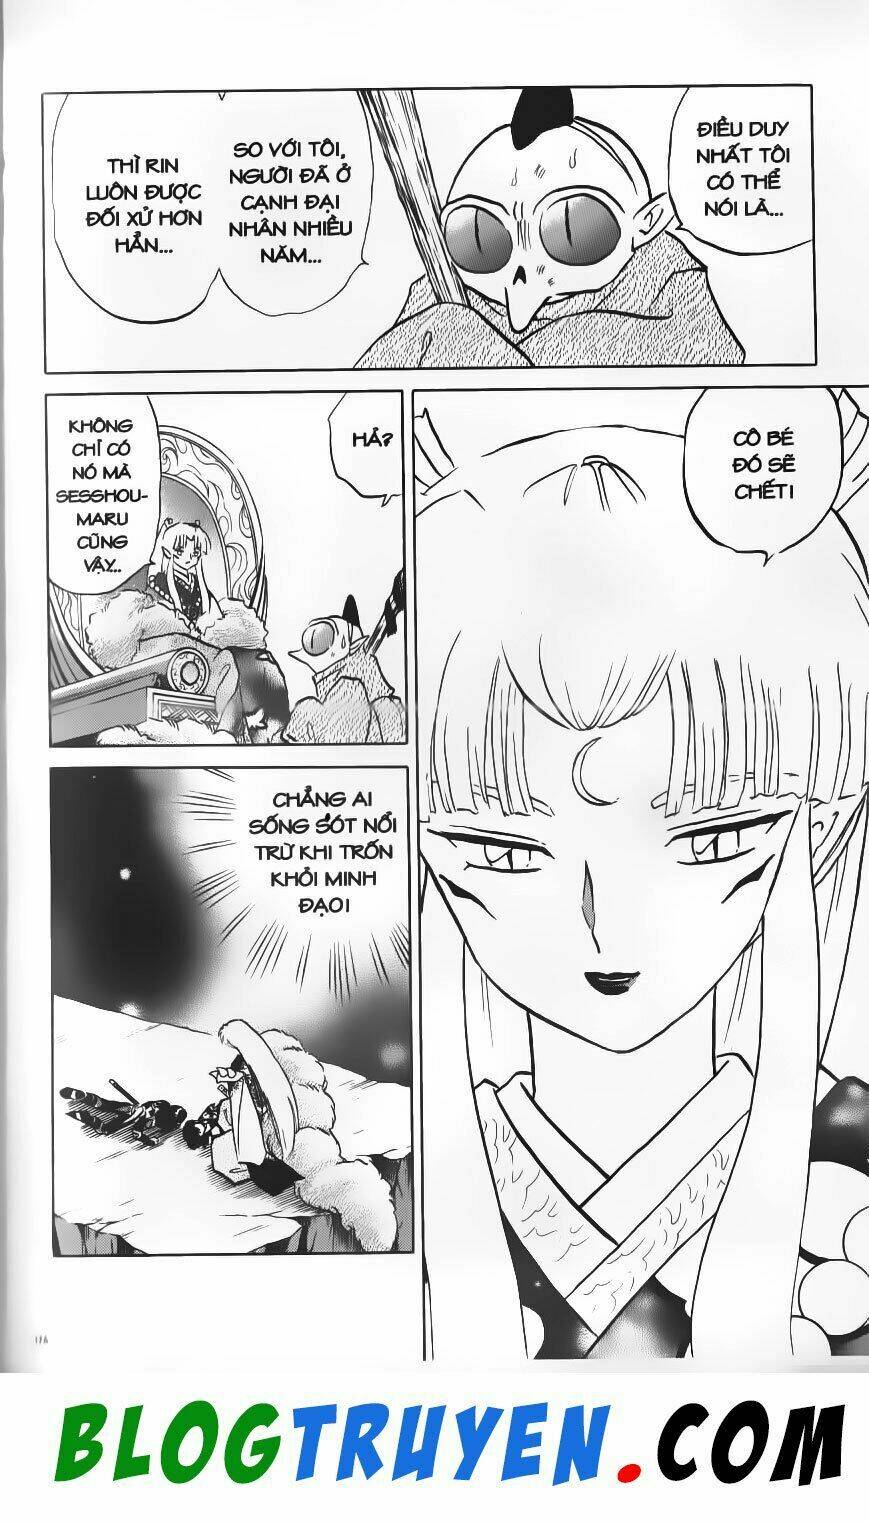 ĐIỀU DUY
NHẤT TÔI
CÓ THỂ
NÓI LÀ...
SO VỚI TÔI,
NGƯỜI ĐÃ Ở
CẠNH ĐẠI
NHÂN NHIỀU
NĂM...
THÌ RIN
LUÔN ĐƯỢC
ĐỐI XỬ HƠN
HẲN...
CÔ BÉ
ĐÓ SẼ
CHẾT!
HẢ?
KHÔNG
CHỈ CÓ
NÓ MÀ
SESSHOU-
MARU
CŨNG
VẬY...
CHẲNG AI
SỐNG SÓT NỔI
TRỪ KHI TRỐN
KHỎI MINH
ĐẠO!
BLOGTRUYEN.COM